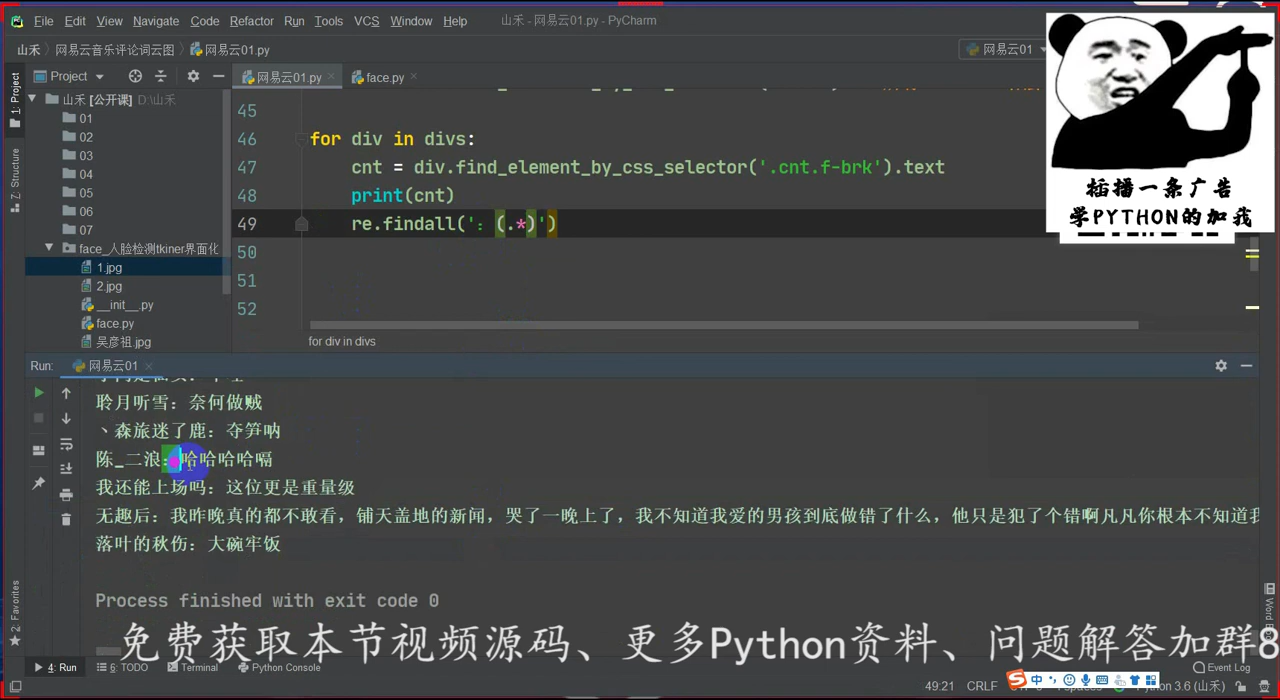 File Edit View Navigate Code Refactor Run Tools VCS Window Help 山禾 - 网易云01.py - PyCharm
山禾 网易云音乐评论词云图 网易云01.py 网易云01
Project 网易云01.py face.py
1: Project
山禾 [公开课] D:\山禾
01
02
03
04
05
06
07
face_人脸检测tkiner界面化
1.jpg
2.jpg
__init__.py
face.py
吴彦祖.jpg
Z: Structure
45
46 for div in divs:
47 cnt = div.find_element_by_css_selector('.cnt.f-brk').text
48 print(cnt)
49 re.findall('：(.*)')
50
51
52
for div in divs
插播一条广告
学PYTHON的加我
Run: 网易云01
聆月听雪：奈何做贼
丶森旅迷了鹿：夺笋呐
陈_二浪：哈哈哈哈嗝
我还能上场吗：这位更是重量级
无趣后：我昨晚真的都不敢看，铺天盖地的新闻，哭了一晚上了，我不知道我爱的男孩到底做错了什么，他只是犯了个错啊凡凡你根本不知道我
落叶的秋伤：大碗牢饭
Process finished with exit code 0
2: Favorites
免费获取本节视频源码、更多Python资料、问题解答加群8
4: Run 6: TODO Terminal Python Console Event Log
中
49:21 CRLF Python 3.6 (山禾)